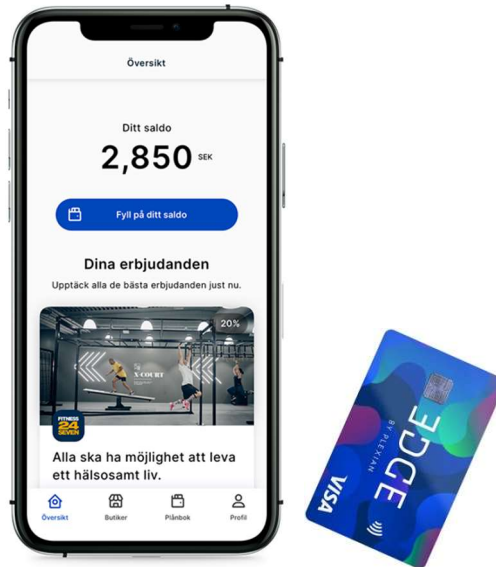 Översikt
Ditt saldo
2,850 SEK
Fyll på ditt saldo
Dina erbjudanden
Upptäck alla de bästa erbjudanden just nu.
20%
X-COURT
FITNESS
24
SEVEN
Alla ska ha möjlighet att leva
ett hälsosamt liv.
Översikt
Butiker
Plånbok
Profil
EDGE
BY PLEXIAN
VISA